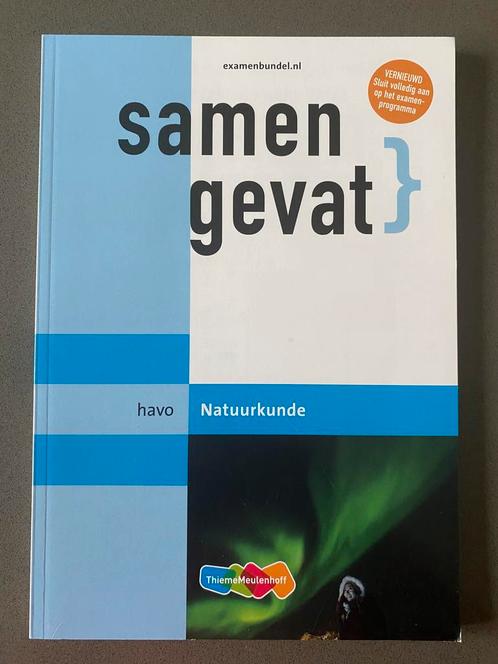 examenbundel.nl
VERNIEUWD
Sluit volledig aan
op het examen-
programma
samen
gevat}
havo
Natuurkunde
ThiemeMeulenhoff